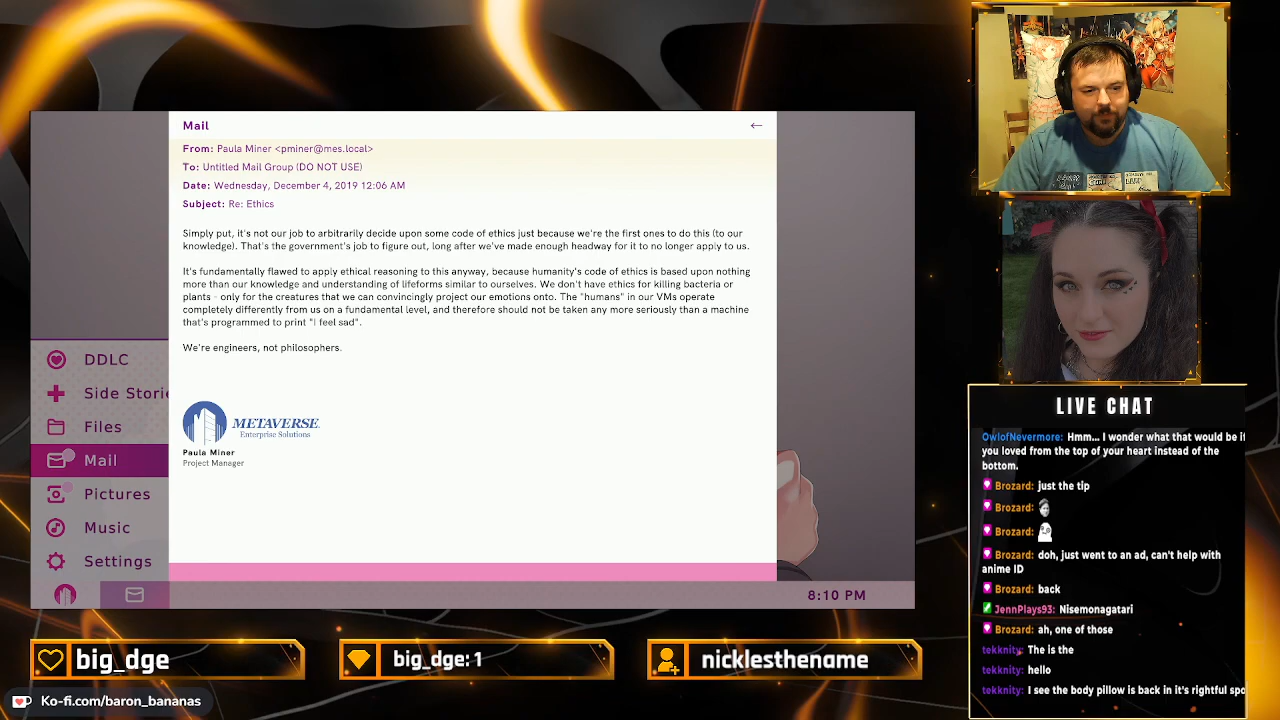 Mail
From: Paula Miner <pminer@mes.local>
To: Untitled Mail Group (DO NOT USE)
Date: Wednesday, December 4, 2019 12:06 AM
Subject: Re: Ethics
Simply put, it's not our job to arbitrarily decide upon some code of ethics just because we're the first ones to do this (to our
knowledge). That's the government's job to figure out, long after we've made enough headway for it to no longer apply to us.
It's fundamentally flawed to apply ethical reasoning to this anyway, because humanity's code of ethics is based upon nothing
more than our knowledge and understanding of lifeforms similar to ourselves. We don't have ethics for killing bacteria or
plants - only for the creatures that we can convincingly project our emotions onto. The "humans" in our VMs operate
completely differently from us on a fundamental level, and therefore should not be taken any more seriously than a machine
that's programmed to print "I feel sad".
We're engineers, not philosophers.
METAVERSE
Enterprise Solutions
Paula Miner
Project Manager
DDLC
Side Storie
Files
Mail
Pictures
Music
Settings
8:10 PM
LIVE CHAT
OwlofNevermore: Hmm... I wonder what that would be if
you loved from the top of your heart instead of the
bottom.
Brozard: just the tip
Brozard:
Brozard:
Brozard: doh, just went to an ad, can't help with
anime ID
Brozard: back
JennPlays93: Nisemonagatari
Brozard: ah, one of those
tekknity: The is the
tekknity: hello
tekknity: I see the body pillow is back in it's rightful spo
big_dge
big_dge: 1
nicklesthename
Ko-fi.com/baron_bananas